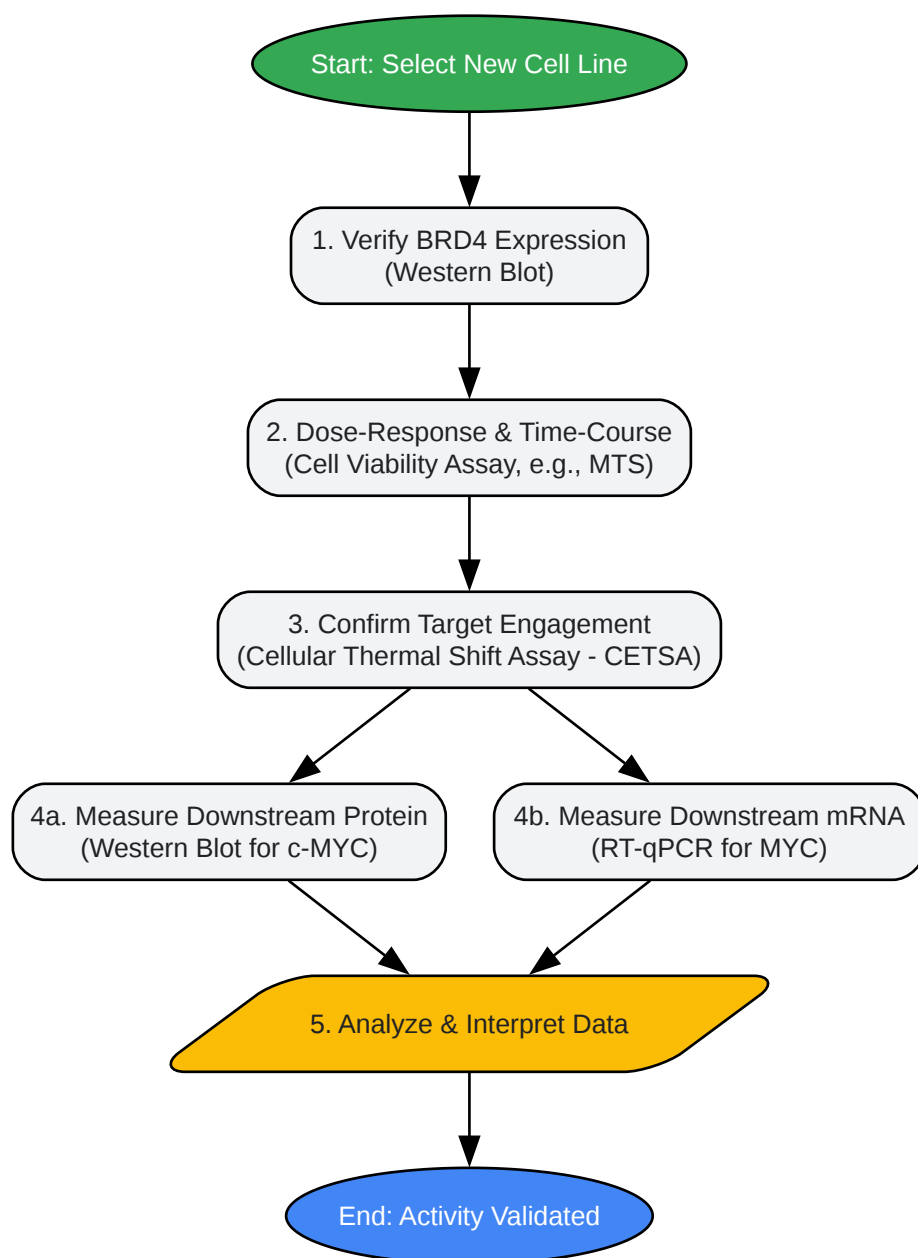 Start: Select New Cell Line
1. Verify BRD4 Expression
(Western Blot)
2. Dose-Response & Time-Course
(Cell Viability Assay, e.g., MTS)
3. Confirm Target Engagement
(Cellular Thermal Shift Assay - CETSA)
4a. Measure Downstream Protein
(Western Blot for c-MYC)
4b. Measure Downstream mRNA
(RT-qPCR for MYC)
5. Analyze & Interpret Data
End: Activity Validated